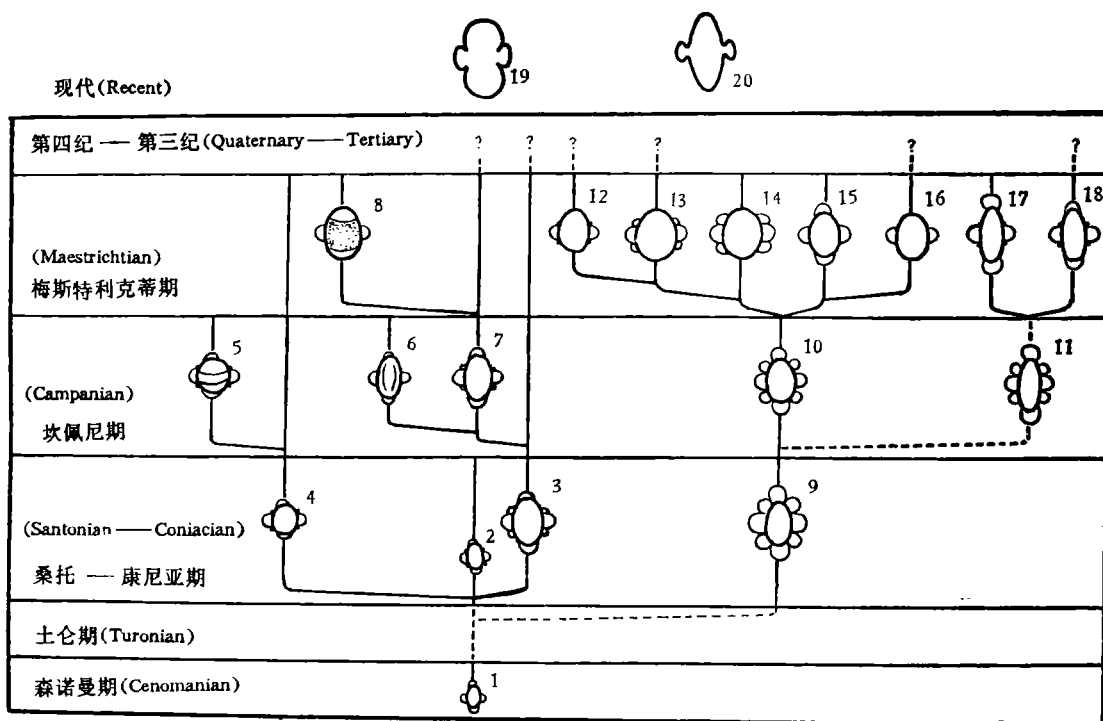 19
20
现代(Recent)
第四纪 — 第三纪(Quaternary——Tertiary)
? ? ? ? ? ?
8
12
13
14
15
16
17
18
(Maestrichtian)
梅斯特利克蒂期
5
6
7
10
11
(Campanian)
坎佩尼期
4
2
3
9
(Santonian——Coniacian)
桑托 — 康尼亚期
土仑期(Turonian)
1
森诺曼期(Cenomanian)